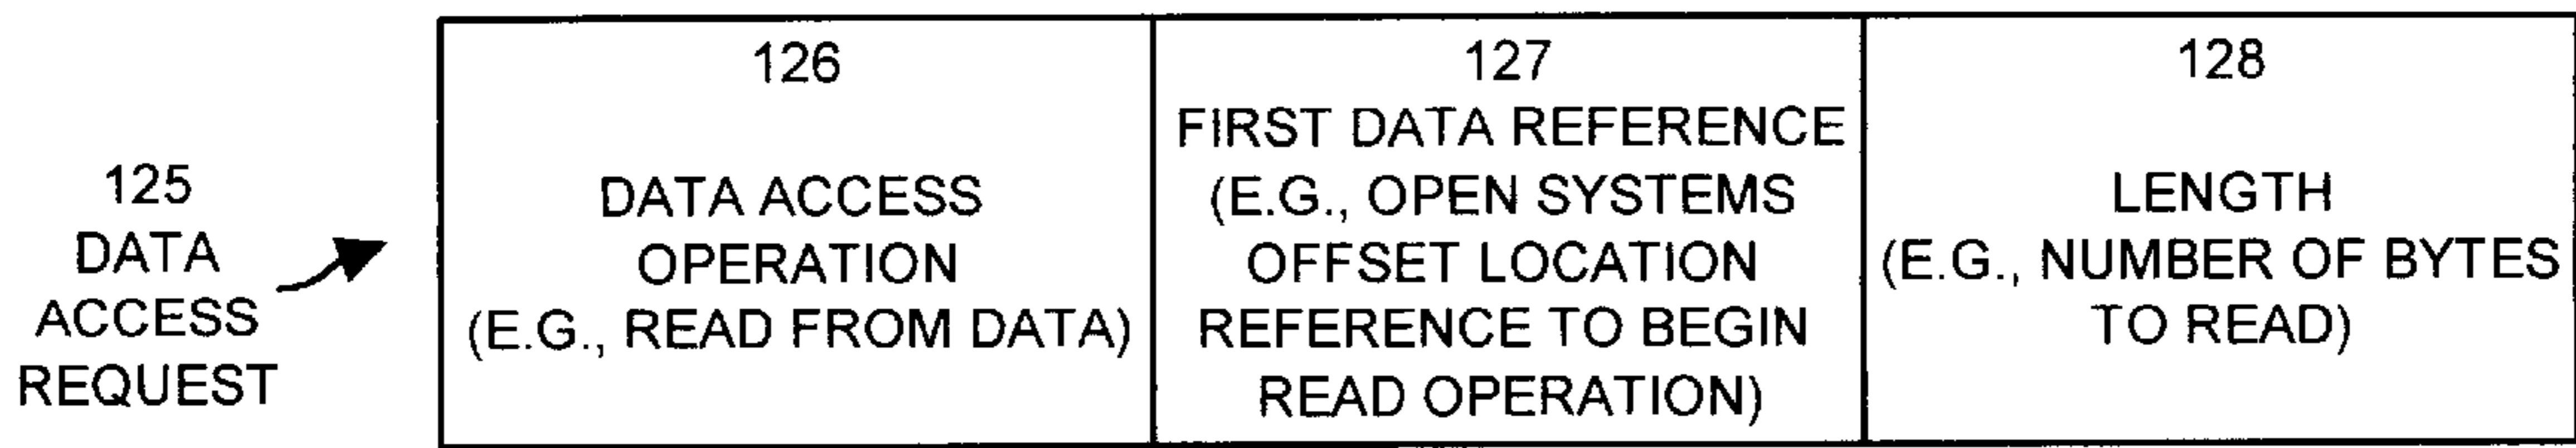 125
DATA
ACCESS
REQUEST
126
DATA ACCESS
OPERATION
(E.G., READ FROM DATA)
127
FIRST DATA REFERENCE
(E.G., OPEN SYSTEMS
OFFSET LOCATION
REFERENCE TO BEGIN
READ OPERATION)
128
LENGTH
(E.G., NUMBER OF BYTES
TO READ)